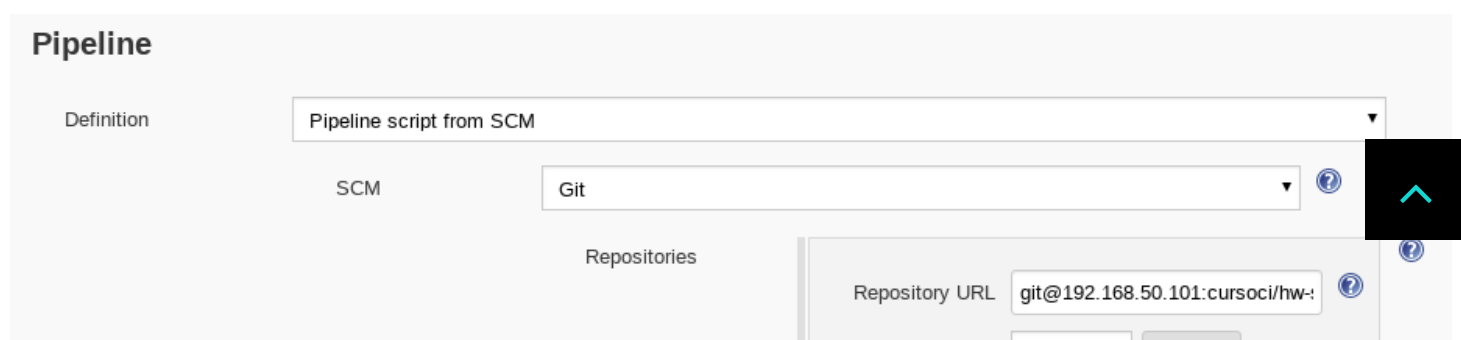 Pipeline
Definition
Pipeline script from SCM
SCM
Git
Repositories
Repository URL
git@192.168.50.101:cursoci/hw-